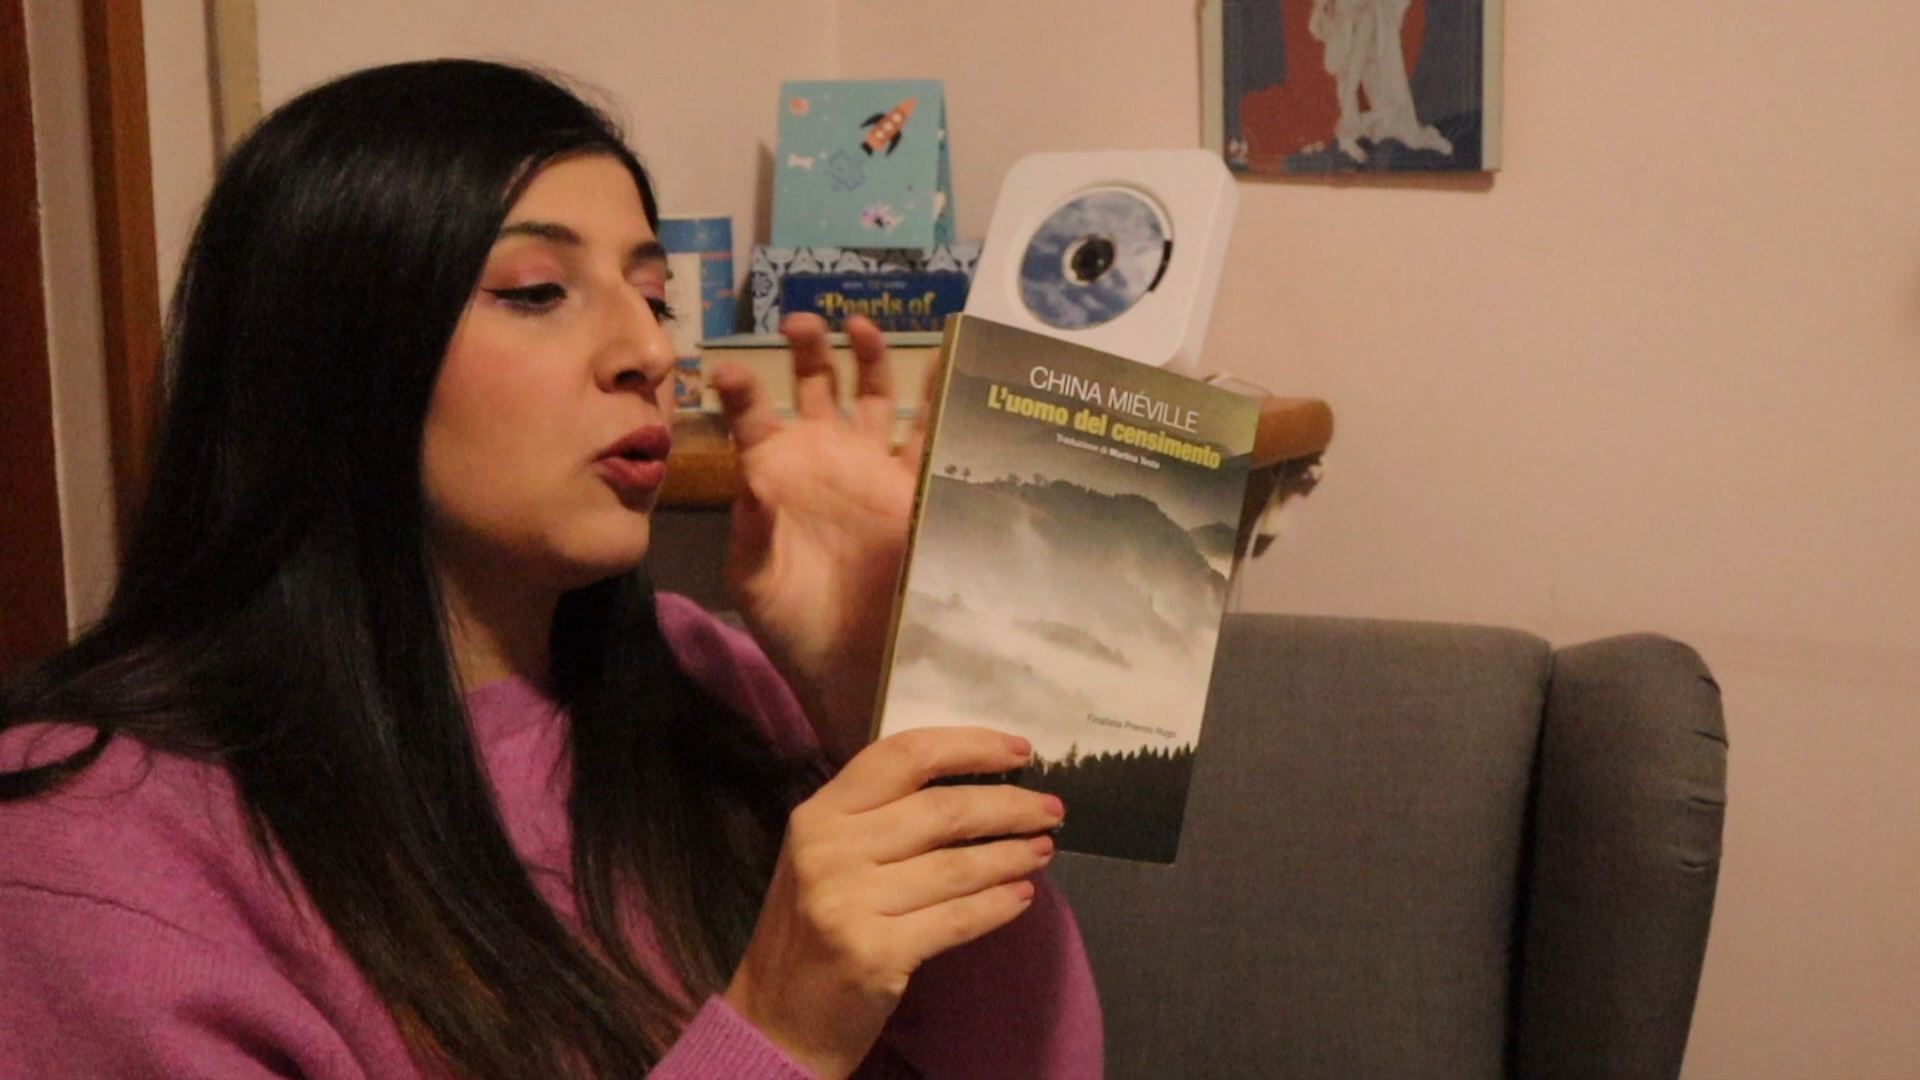 Pearls of
CHINA MIÉVILLE
L'uomo del censimento
Traduzione di Martina Testa
Finalista Premio Hugo